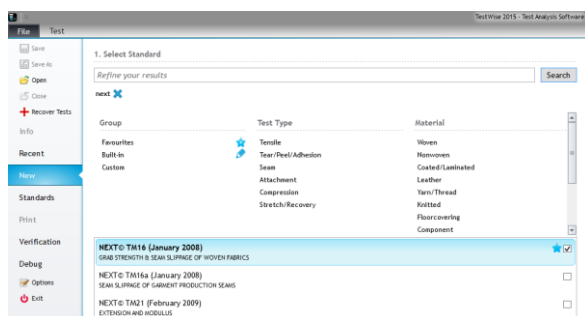 TestWise 2015 - Test Analysis Software
File Test
Save
Save As
Open
Close
Recover Tests
Info
Recent
New
Standards
Print
Verification
Debug
Options
Exit
1. Select Standard
Refine your results
Search
next
Group
Favourites
Built-in
Custom
Test Type
Tensile
Tear/Peel/Adhesion
Seam
Attachment
Compression
Stretch/Recovery
Material
Woven
Nonwoven
Coated/Laminated
Leather
Yarn/Thread
Knitted
Floorcovering
Component
NEXT© TM16 (January 2008)
GRAB STRENGTH & SEAM SLIPPAGE OF WOVEN FABRICS
NEXT© TM16a (January 2008)
SEAM SLIPPAGE OF GARMENT PRODUCTION SEAMS
NEXT© TM21 (February 2009)
EXTENSION AND MODULUS